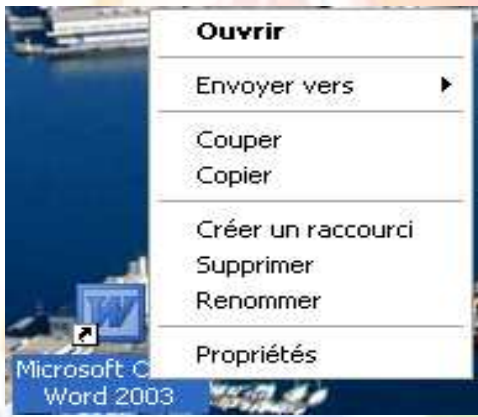 Ouvrir
Envoyer vers
Couper
Copier
Créer un raccourci
Supprimer
Renommer
Propriétés
Microsoft
Word 2003